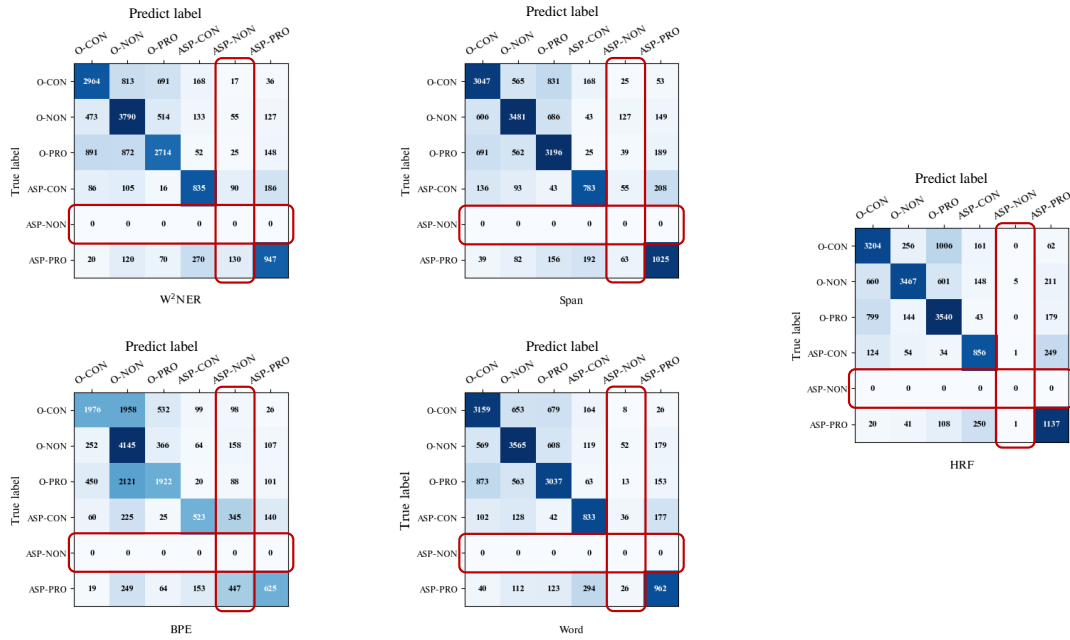 Predict label
O-CON O-NON O-PRO ASP-CON ASP-NON ASP-PRO
True label
O-CON 2964 813 691 168 17 36
O-NON 473 3790 514 133 55 127
O-PRO 891 872 2714 52 25 148
ASP-CON 86 105 16 835 90 186
ASP-NON 0 0 0 0 0 0
ASP-PRO 20 120 70 270 130 947
W²NER
Predict label
O-CON O-NON O-PRO ASP-CON ASP-NON ASP-PRO
True label
O-CON 3047 565 831 168 25 53
O-NON 606 3481 686 43 127 149
O-PRO 691 562 3196 25 39 189
ASP-CON 136 93 43 783 55 208
ASP-NON 0 0 0 0 0 0
ASP-PRO 39 82 156 192 63 1025
Span
Predict label
O-CON O-NON O-PRO ASP-CON ASP-NON ASP-PRO
True label
O-CON 1976 1958 532 99 98 26
O-NON 252 4145 366 64 158 107
O-PRO 450 2121 1922 20 88 101
ASP-CON 60 225 25 523 345 140
ASP-NON 0 0 0 0 0 0
ASP-PRO 19 249 64 153 447 625
BPE
Predict label
O-CON O-NON O-PRO ASP-CON ASP-NON ASP-PRO
True label
O-CON 3159 653 679 164 8 26
O-NON 569 3565 608 119 52 179
O-PRO 873 563 3037 63 13 153
ASP-CON 102 128 42 833 36 177
ASP-NON 0 0 0 0 0 0
ASP-PRO 40 112 123 294 26 962
Word
Predict label
O-CON O-NON O-PRO ASP-CON ASP-NON ASP-PRO
True label
O-CON 3204 256 1006 161 0 62
O-NON 660 3467 601 148 5 211
O-PRO 799 144 3540 43 0 179
ASP-CON 124 54 34 856 1 249
ASP-NON 0 0 0 0 0 0
ASP-PRO 20 41 108 250 1 1137
HRF